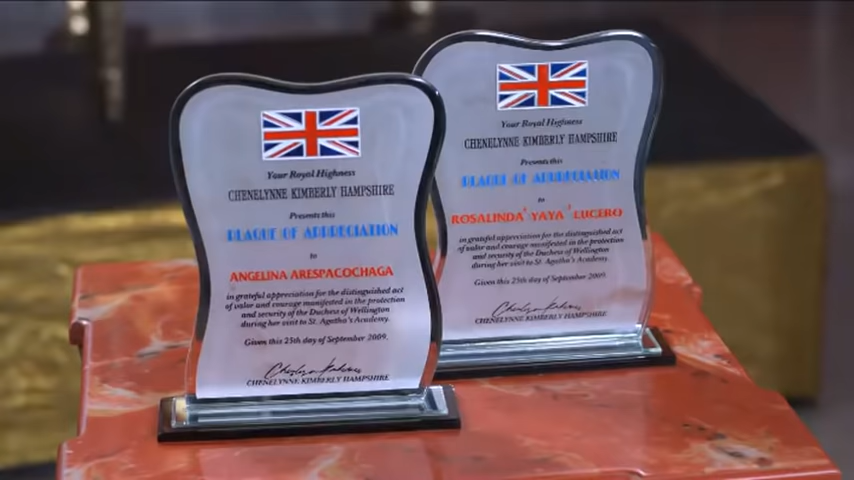 Your Royal Highness
CHENELYNNE KIMBERLY HAMPSHIRE
Presents this
PLAQUE OF APPRECIATION
to
ANGELINA ARESPACOCHAGA
in grateful appreciation for the distinguished act
of valor and courage manifested in the protection
and security of the Duchess of Wellington
during her visit to St. Agatha's Academy.
Given this 25th day of September 2009.
CHENELYNNE KIMBERLY HAMPSHIRE
Your Royal Highness
CHENELYNNE KIMBERLY HAMPSHIRE
Presents this
PLAQUE OF APPRECIATION
to
ROSALINDA "YAYA" LUCERO
in grateful appreciation for the distinguished act
of valor and courage manifested in the protection
and security of the Duchess of Wellington
during her visit to St. Agatha's Academy.
Given this 25th day of September 2009.
CHENELYNNE KIMBERLY HAMPSHIRE